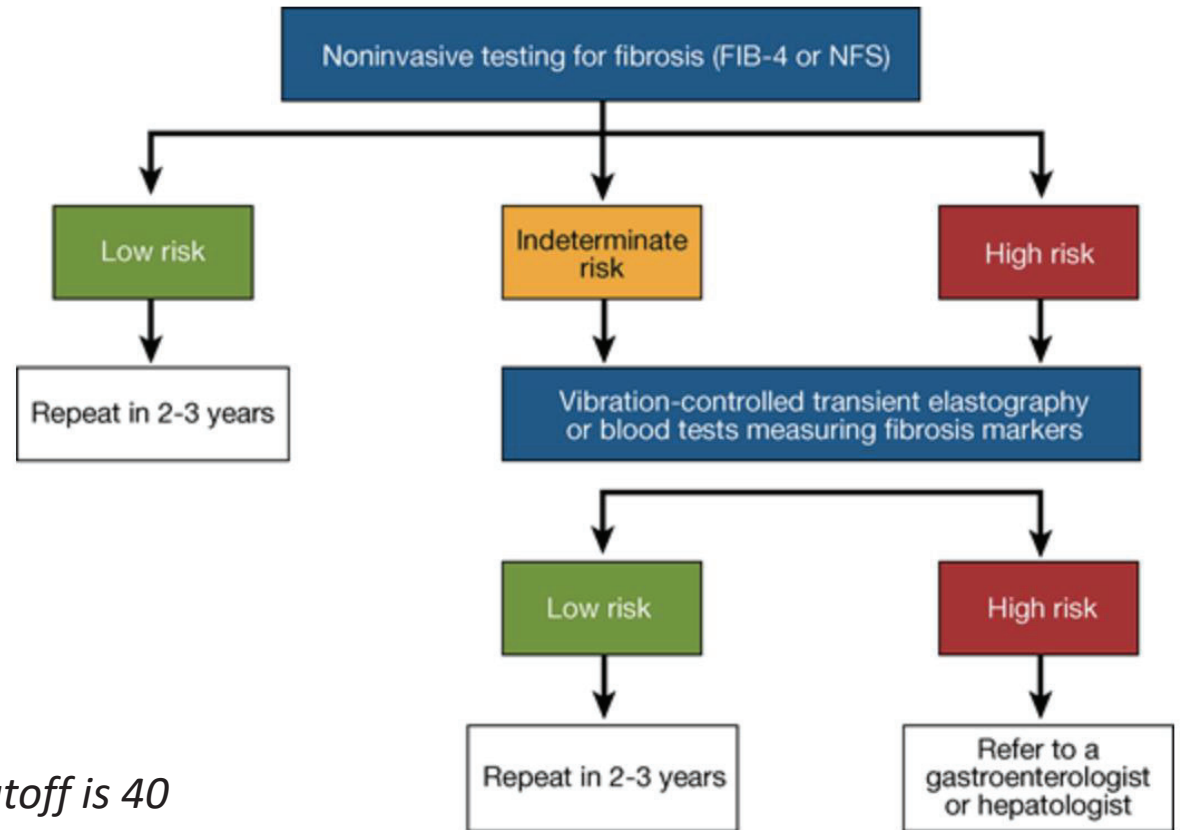 Noninvasive testing for fibrosis (FIB-4 or NFS)
Low risk
Indeterminate
risk
High risk
Repeat in 2-3 years
Vibration-controlled transient elastography
or blood tests measuring fibrosis markers
Low risk
High risk
Repeat in 2-3 years
Refer to a
gastroenterologist
or hepatologist
is 40